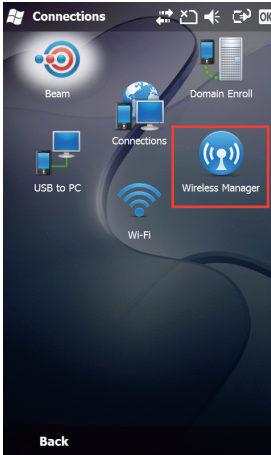 Connections
OK
Beam
Domain Enroll
Connections
USB to PC
Wireless Manager
Wi-Fi
Back